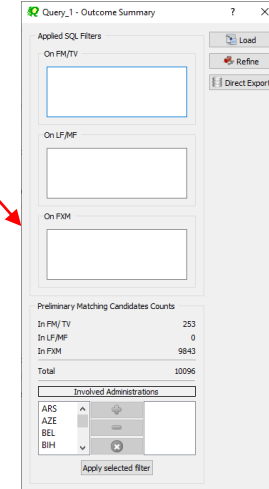 Query_1 - Outcome Summary ? ×
Applied SQL Filters
Load
On FM/TV
Refine
Direct Export
On LF/MF
On FXM
Preliminary Matching Candidates Counts
In FM/ TV 253
In LF/MF 0
In FXM 9843
Total 10096
Involved Administrations
ARS
AZE
BEL
BIH
Apply selected filter